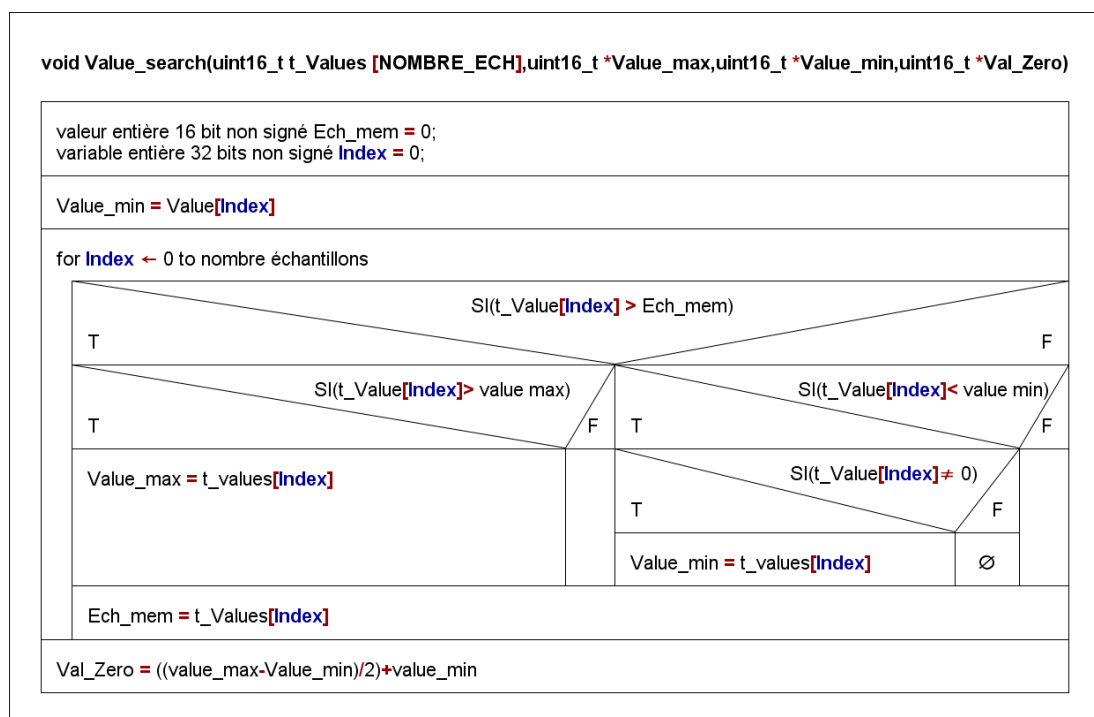 void Value_search(uint16_t t_Values [NOMBRE_ECH],uint16_t *Value_max,uint16_t *Value_min,uint16_t *Val_Zero)
valeur entière 16 bit non signé Ech_mem = 0;
variable entière 32 bits non signé Index = 0;
Value_min = Value[Index]
for Index ← 0 to nombre échantillons
SI(t_Value[Index] > Ech_mem)
T
F
SI(t_Value[Index]> value max)
T
F
SI(t_Value[Index]< value min)
T
F
Value_max = t_values[Index]
SI(t_Value[Index]≠ 0)
T
F
Value_min = t_values[Index]
∅
Ech_mem = t_Values[Index]
Val_Zero = ((value_max-Value_min)/2)+value_min